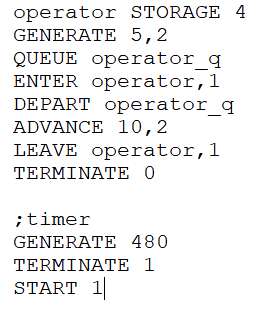 operator STORAGE 4
GENERATE 5,2
QUEUE operator_q
ENTER operator,1
DEPART operator_q
ADVANCE 10,2
LEAVE operator,1
TERMINATE 0

;timer
GENERATE 480
TERMINATE 1
START 1